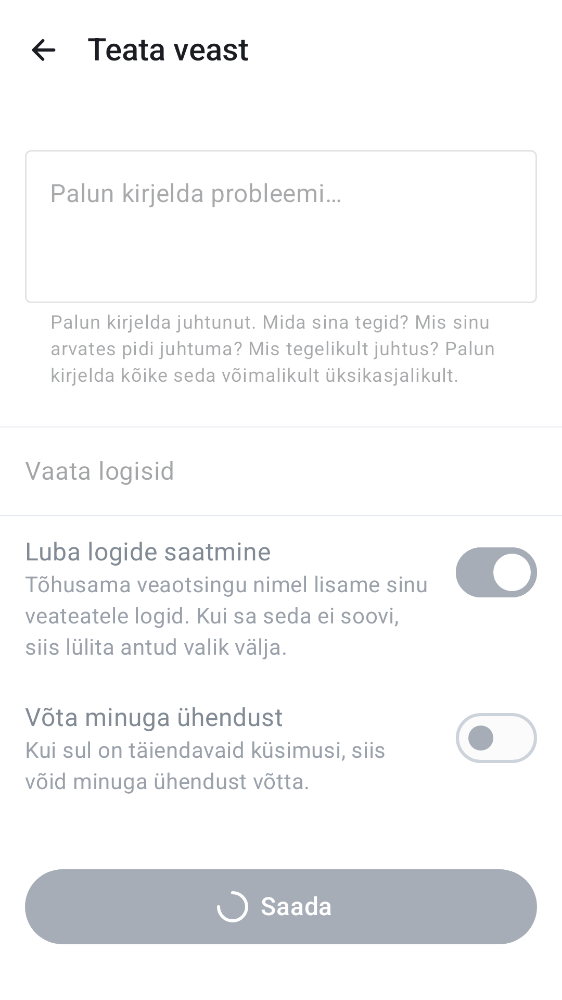 Teata veast
Palun kirjelda probleemi…
Palun kirjelda juhtunut. Mida sina tegid? Mis sinu
arvates pidi juhtuma? Mis tegelikult juhtus? Palun
kirjelda kõike seda võimalikult üksikasjalikult.
Vaata logisid
Luba logide saatmine
Tõhusama veaotsingu nimel lisame sinu
veateatele logid. Kui sa seda ei soovi,
siis lülita antud valik välja.
Võta minuga ühendust
Kui sul on täiendavaid küsimusi, siis
võid minuga ühendust võtta.
Saada